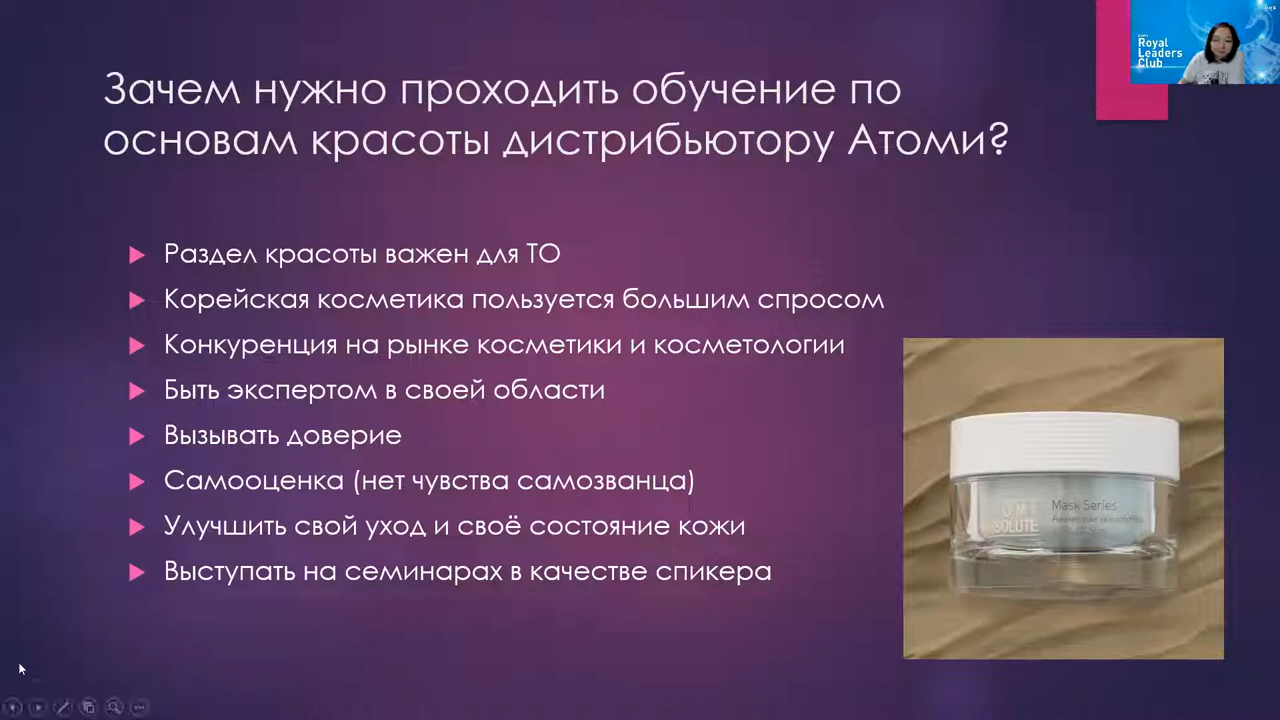 Royal
Leaders
Club
Зачем нужно проходить обучение по
основам красоты дистрибьютору Атоми?
Раздел красоты важен для ТО
Корейская косметика пользуется большим спросом
Конкуренция на рынке косметики и косметологии
Быть экспертом в своей области
Вызывать доверие
Самооценка (нет чувства самозванца)
Улучшить свой уход и своё состояние кожи
Выступать на семинарах в качестве спикера
Mask Series